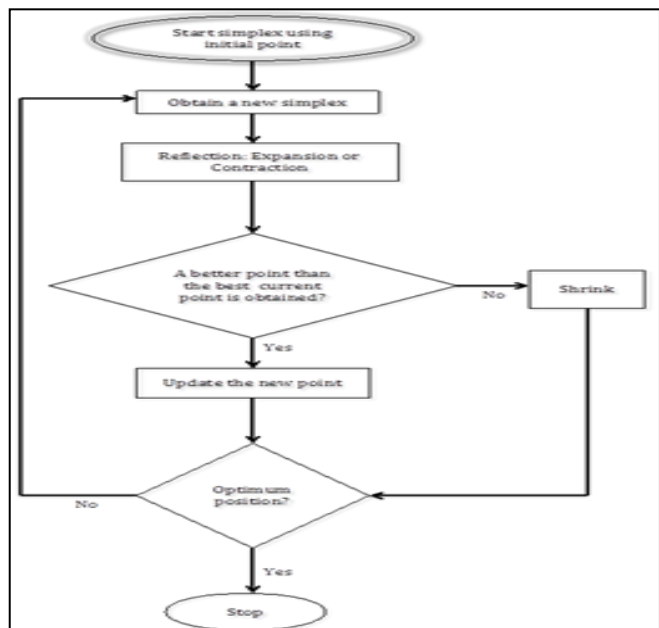 Start simplex using
initial point
Obtain a new simplex
Reflection: Expansion or
Contraction
A better point than
the best current
point is obtained?
No
Shrink
Yes
Update the new point
Optimum
position?
No
Yes
Stop